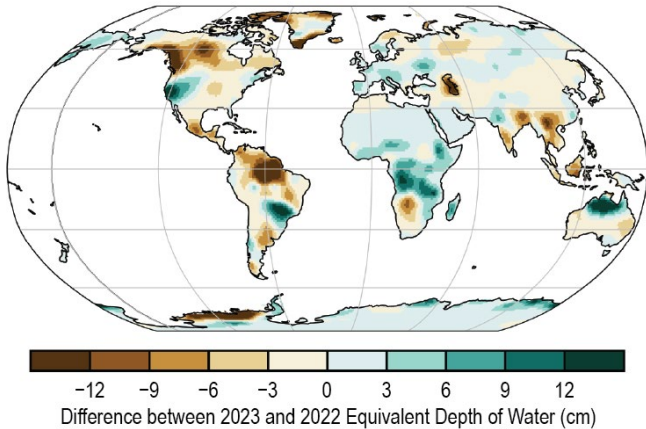 −12 −9 −6 −3 0 3 6 9 12
Difference between 2023 and 2022 Equivalent Depth of Water (cm)